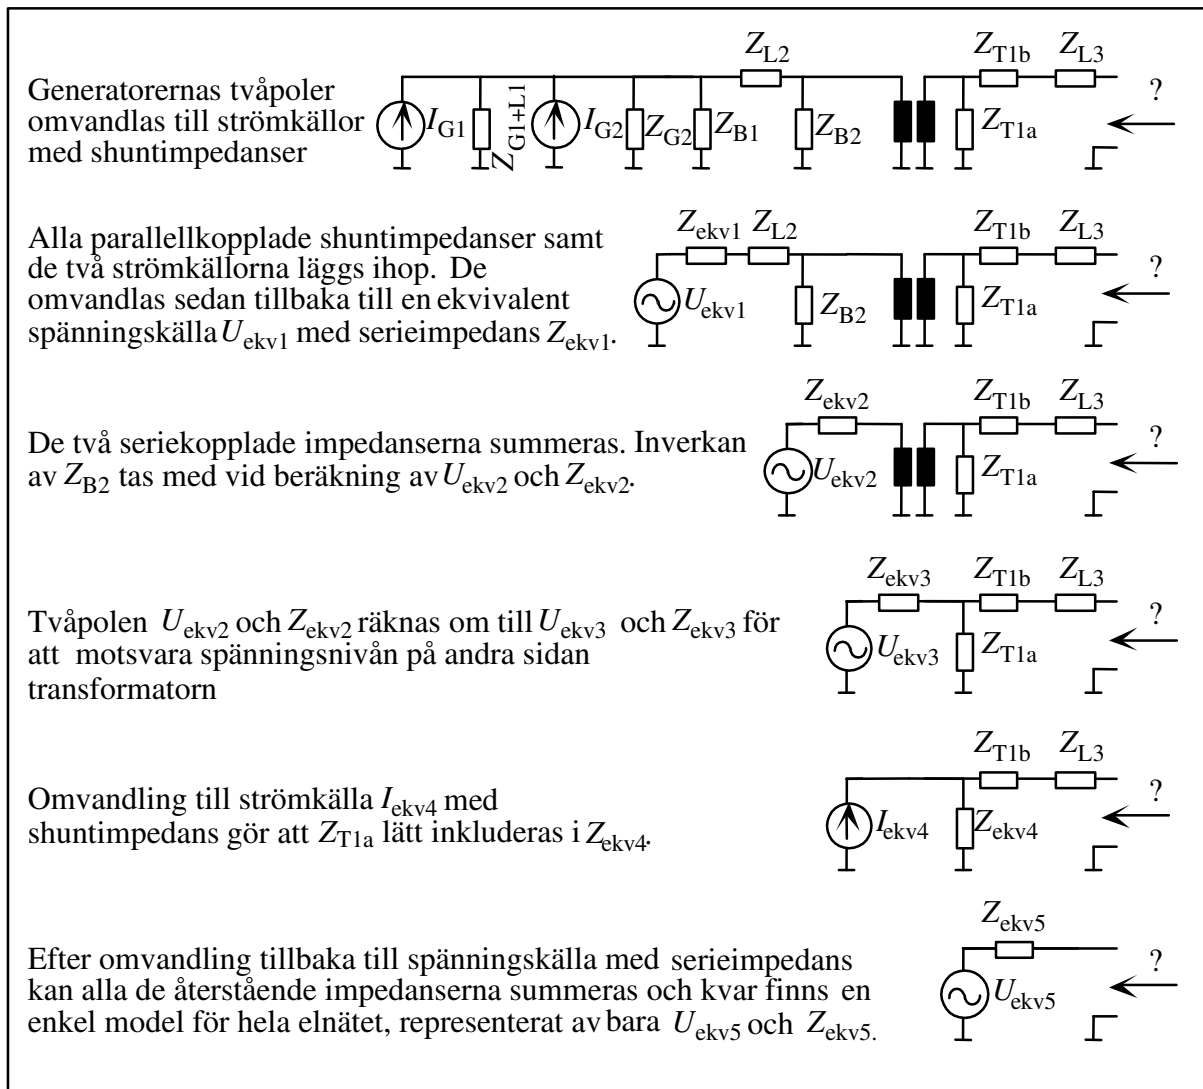 Z_L2
Z_T1b Z_L3
Generatorernas tvåpoler
omvandlas till strömkällor
med shuntimpedanser
I_G1 Z_G1+L1 I_G2 Z_G2 Z_B1 Z_B2 Z_T1a ?
Z_ekv1 Z_L2 Z_T1b Z_L3
Alla parallellkopplade shuntimpedanser samt
de två strömkällorna läggs ihop. De
omvandlas sedan tillbaka till en ekvivalent
spänningskälla U_ekv1 med serieimpedans Z_ekv1.
U_ekv1 Z_B2 Z_T1a ?
Z_ekv2 Z_T1b Z_L3
De två seriekopplade impedanserna summeras. Inverkan
av Z_B2 tas med vid beräkning av U_ekv2 och Z_ekv2.
U_ekv2 Z_T1a ?
Z_ekv3 Z_T1b Z_L3
Tvåpolen U_ekv2 och Z_ekv2 räknas om till U_ekv3 och Z_ekv3 för
att motsvara spänningsnivån på andra sidan
transformatorn
U_ekv3 Z_T1a ?
Z_T1b Z_L3
Omvandling till strömkälla I_ekv4 med
shuntimpedans gör att Z_T1a lätt inkluderas i Z_ekv4.
I_ekv4 Z_ekv4 ?
Z_ekv5
Efter omvandling tillbaka till spänningskälla med serieimpedans
kan alla de återstående impedanserna summeras och kvar finns en
enkel model för hela elnätet, representerat av bara U_ekv5 och Z_ekv5.
U_ekv5 ?